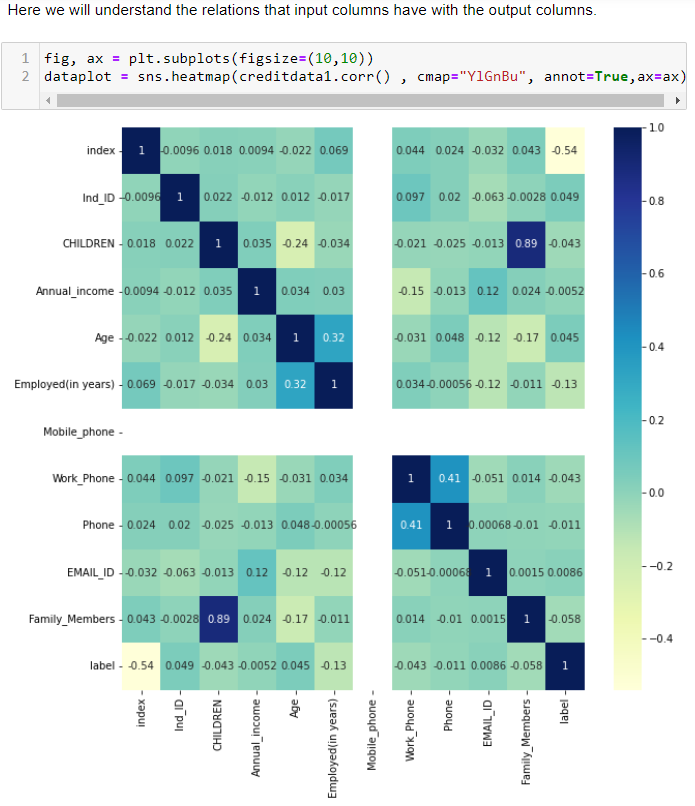 Here we will understand the relations that input columns have with the output columns.
1 fig, ax = plt.subplots(figsize=(10,10))
2 dataplot = sns.heatmap(creditdata1.corr() , cmap="YlGnBu", annot=True,ax=ax)
index 1 -0.0096 0.018 0.0094 -0.022 0.069 0.044 0.024 -0.032 0.043 -0.54
Ind_ID -0.0096 1 0.022 -0.012 0.012 -0.017 0.097 0.02 -0.063 -0.0028 0.049
CHILDREN 0.018 0.022 1 0.035 -0.24 -0.034 -0.021 -0.025 -0.013 0.89 -0.043
Annual_income 0.0094 -0.012 0.035 1 0.034 0.03 -0.15 -0.013 0.12 0.024 -0.0052
Age -0.022 0.012 -0.24 0.034 1 0.32 -0.031 0.048 -0.12 -0.17 0.045
Employed(in years) 0.069 -0.017 -0.034 0.03 0.32 1 0.034 -0.00056 -0.12 -0.011 -0.13
Mobile_phone
Work_Phone 0.044 0.097 -0.021 -0.15 -0.031 0.034 1 0.41 -0.051 0.014 -0.043
Phone 0.024 0.02 -0.025 -0.013 0.048 -0.00056 0.41 1 0.00068 -0.01 -0.011
EMAIL_ID -0.032 -0.063 -0.013 0.12 -0.12 -0.12 -0.051 -0.00068 1 0.0015 0.0086
Family_Members 0.043 -0.0028 0.89 0.024 -0.17 -0.011 0.014 -0.01 0.0015 1 -0.058
label -0.54 0.049 -0.043 -0.0052 0.045 -0.13 -0.043 -0.011 0.0086 -0.058 1
index
Ind_ID
CHILDREN
Annual_income
Age
Employed(in years)
Mobile_phone
Work_Phone
Phone
EMAIL_ID
Family_Members
label
1.0
0.8
0.6
0.4
0.2
0.0
−0.2
−0.4